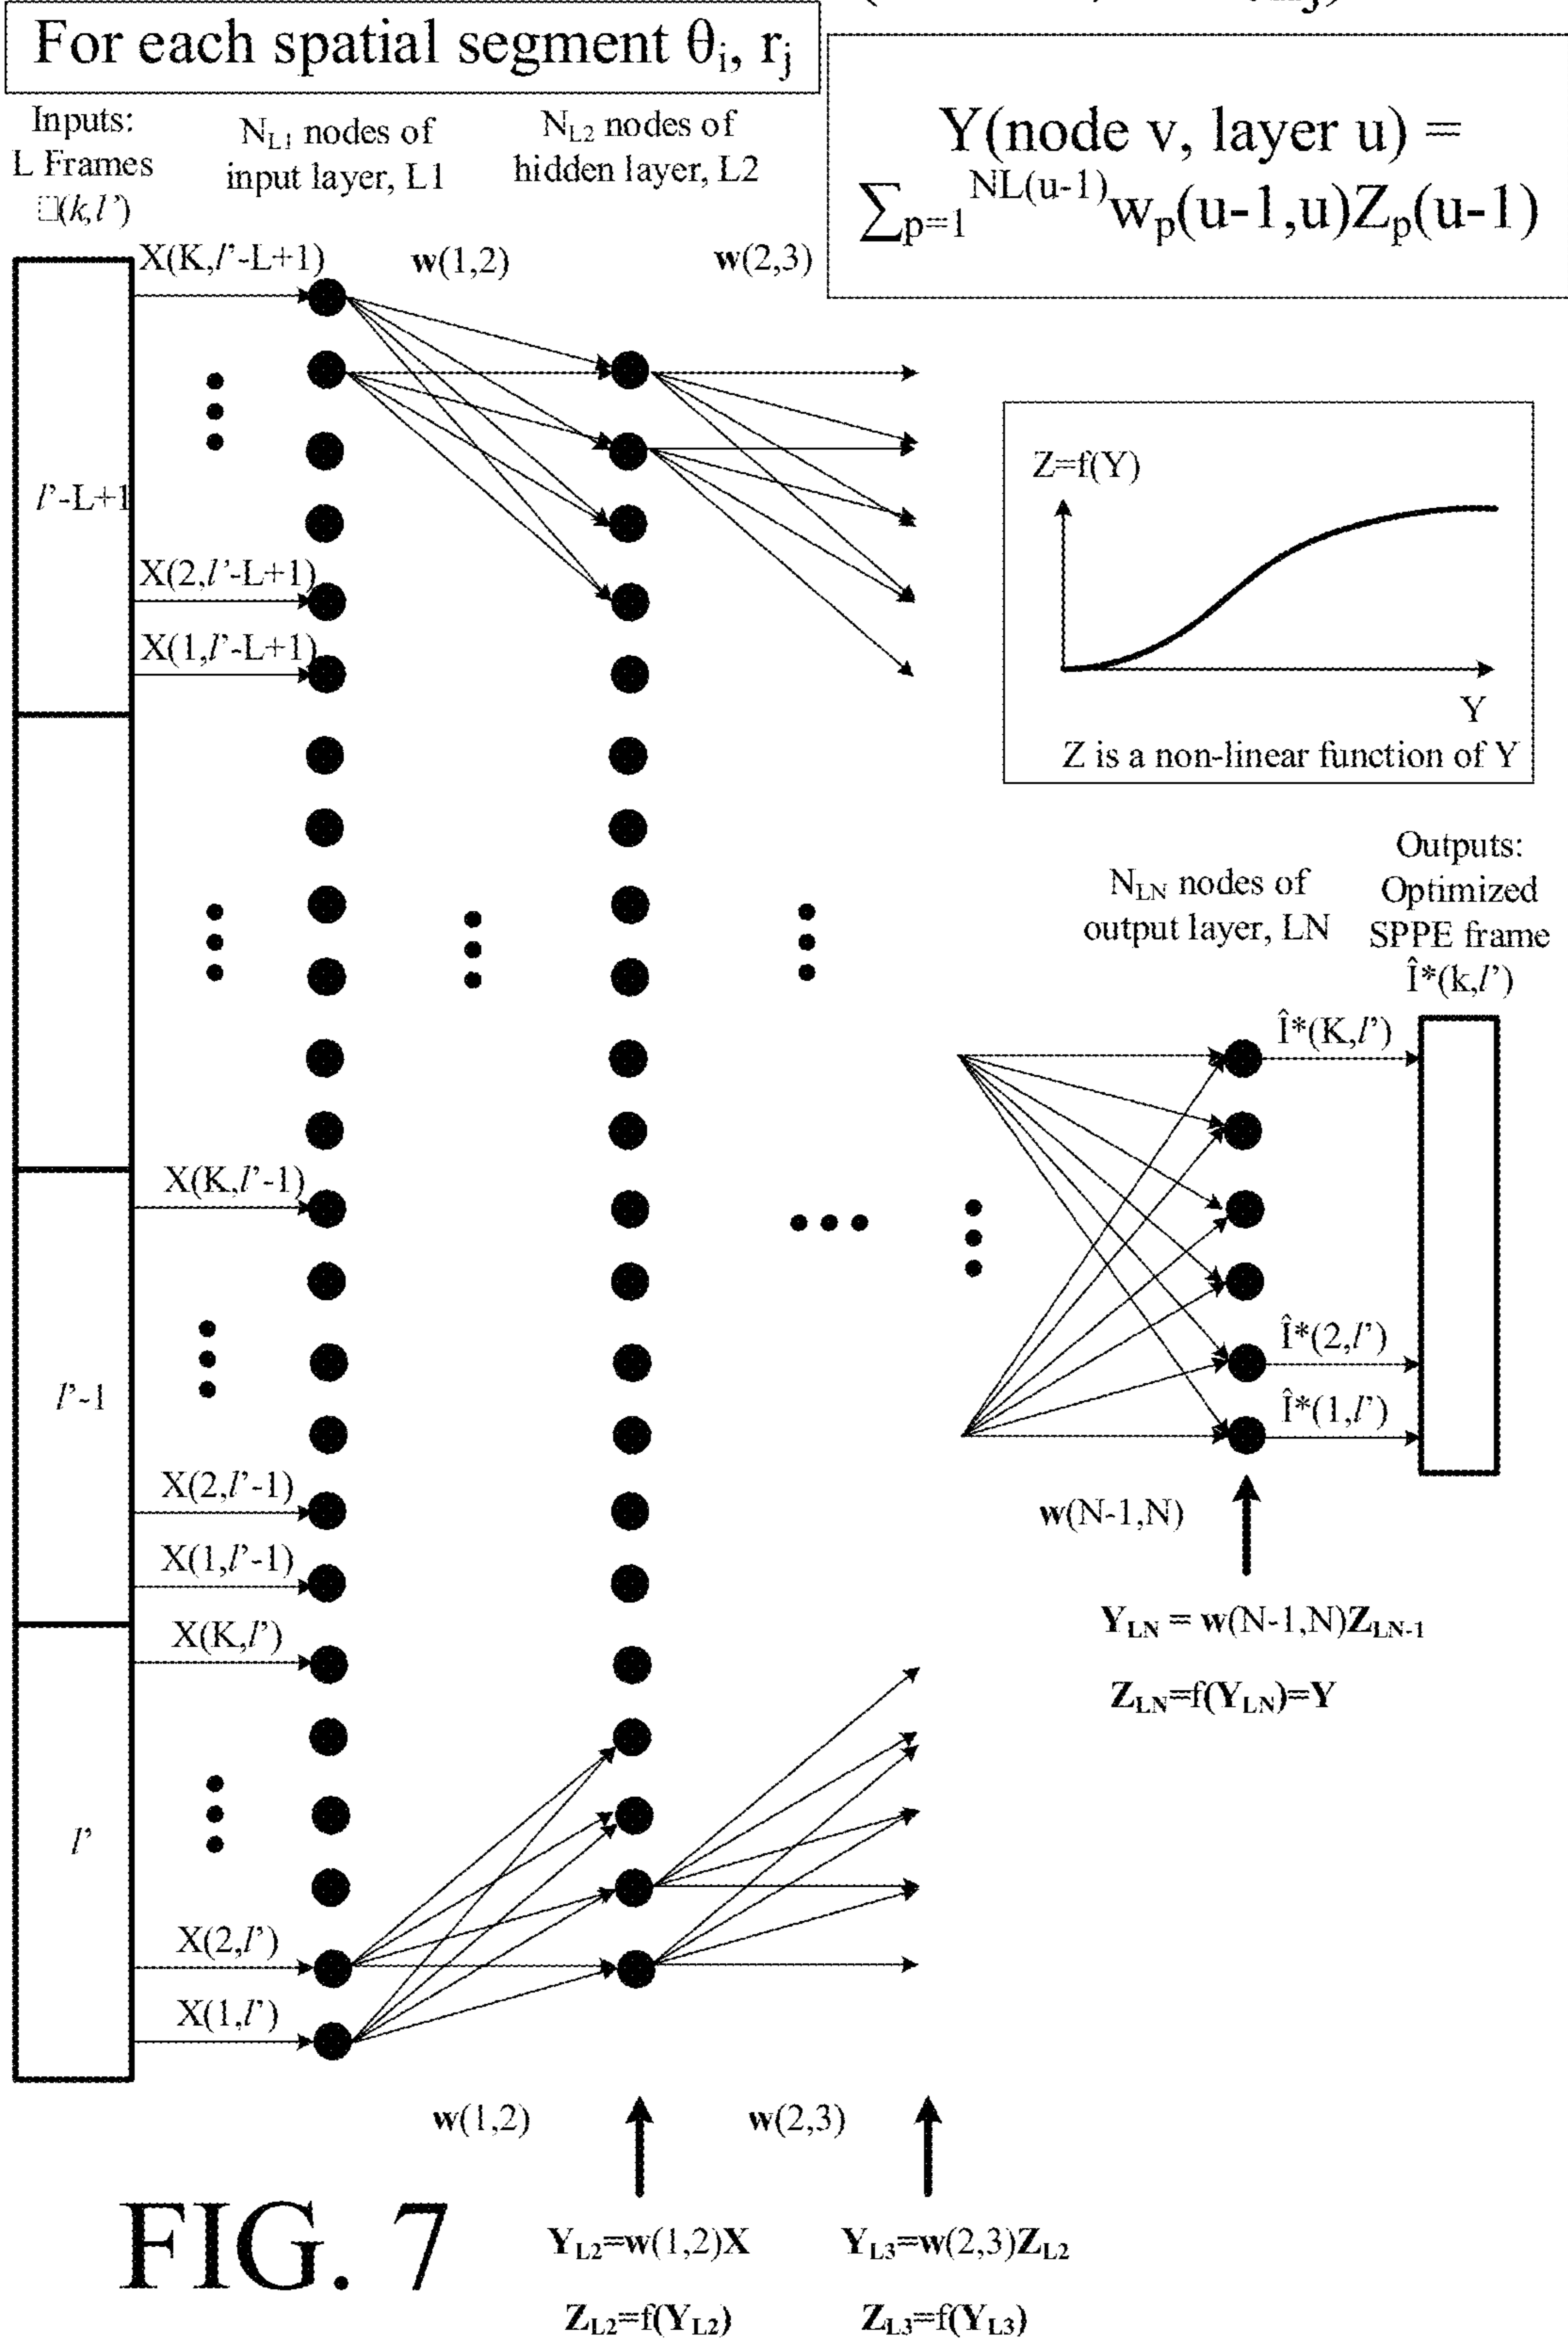 For each spatial segment θi, rj
Inputs:
L Frames
□(k,l’)
NL1 nodes of
input layer, L1
NL2 nodes of
hidden layer, L2
Y(node v, layer u) =
∑p=1^NL(u-1) wp(u-1,u)Zp(u-1)
X(K,l’-L+1)
w(1,2)
w(2,3)
l’-L+1
X(2,l’-L+1)
X(1,l’-L+1)
Z=f(Y)
Y
Z is a non-linear function of Y
NLN nodes of
output layer, LN
Outputs:
Optimized
SPPE frame
Î*(k,l’)
Î*(K,l’)
X(K,l’-1)
l’-1
Î*(2,l’)
Î*(1,l’)
X(2,l’-1)
X(1,l’-1)
w(N-1,N)
YLN = w(N-1,N)ZLN-1
ZLN=f(YLN)=Y
X(K,l’)
l’
X(2,l’)
X(1,l’)
w(1,2)
w(2,3)
FIG. 7
YL2=w(1,2)X
ZL2=f(YL2)
YL3=w(2,3)ZL2
ZL3=f(YL3)